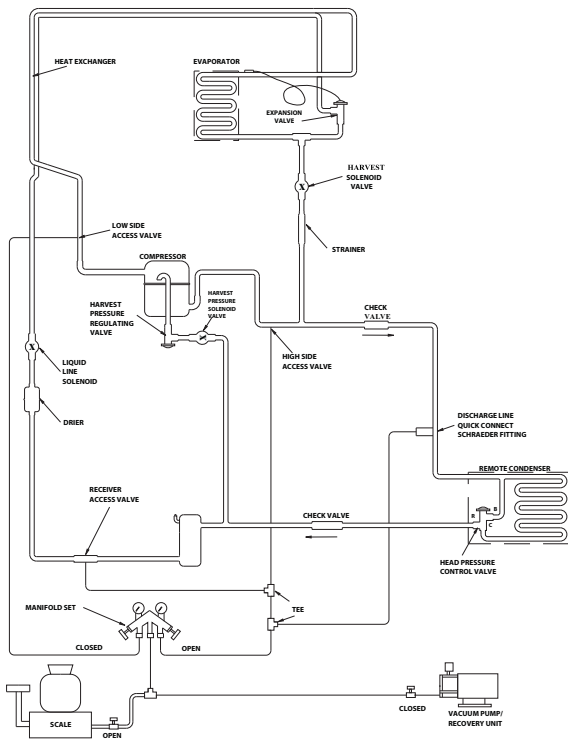 HEAT EXCHANGER
EVAPORATOR
EXPANSION
VALVE
HARVEST
SOLENOID
VALVE
X
STRAINER
LOW SIDE
ACCESS VALVE
COMPRESSOR
HARVEST
PRESSURE
SOLENOID
VALVE
HARVEST
PRESSURE
REGULATING
VALVE
CHECK
VALVE
HIGH SIDE
ACCESS VALVE
X
LIQUID
LINE
SOLENOID
DRIER
DISCHARGE LINE
QUICK CONNECT
SCHRAEDER FITTING
REMOTE CONDENSER
R
B
C
RECEIVER
ACCESS VALVE
CHECK VALVE
HEAD PRESSURE
CONTROL VALVE
MANIFOLD SET
TEE
CLOSED
OPEN
SCALE
OPEN
CLOSED
VACUUM PUMP/
RECOVERY UNIT